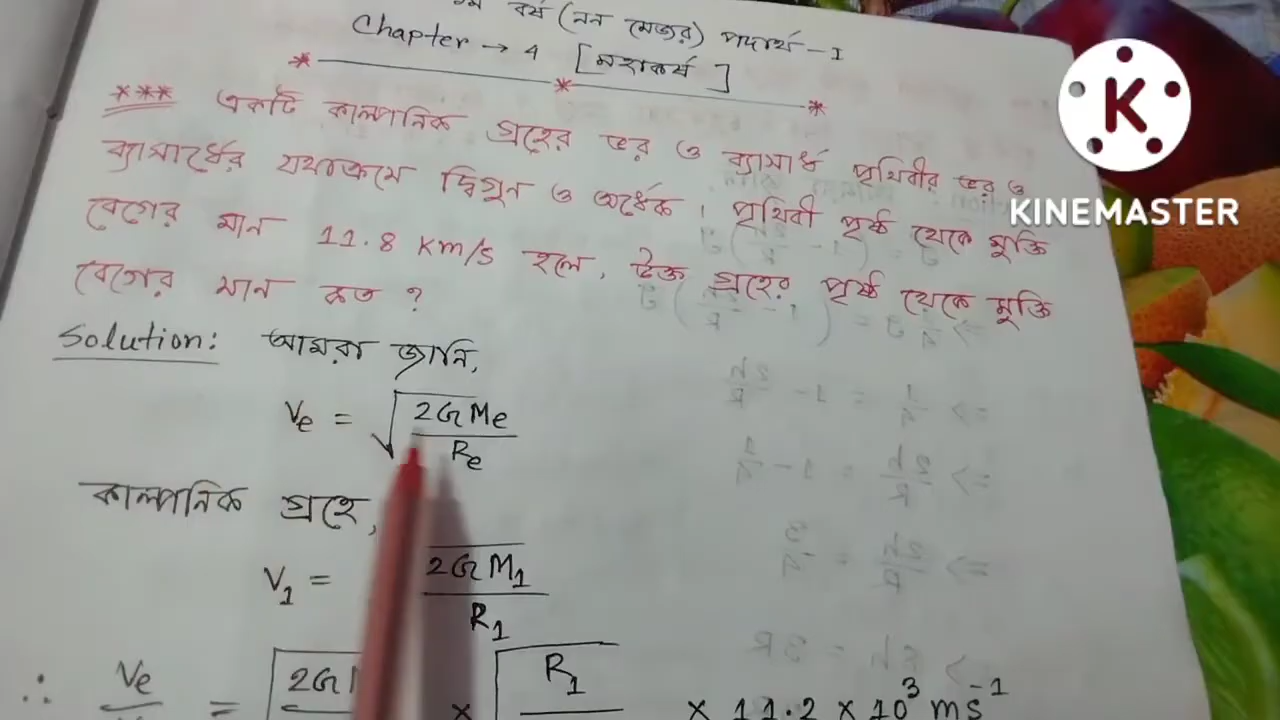 বর্ষ (নন মেজর) পদার্থ - I
Chapter → 4 [মহাকর্ষ]
*** একটি কাল্পনিক গ্রহের ভর ও ব্যাসার্ধ পৃথিবীর ভর ও
ব্যাসার্ধের যথাক্রমে দ্বিগুন ও অর্ধেক। পৃথিবী পৃষ্ঠ থেকে মুক্তি
বেগের মান 11.8 Km/s হলে, উক্ত গ্রহের পৃষ্ঠ থেকে মুক্তি
বেগের মান কত ?
Solution: আমরা জানি,
Ve = √(2GMe / Re)
কাল্পনিক গ্রহে,
V1 = 2GM1 / R1
∴ Ve = 2G × R1 × 11.2 × 10³ ms⁻¹
K
KINEMASTER